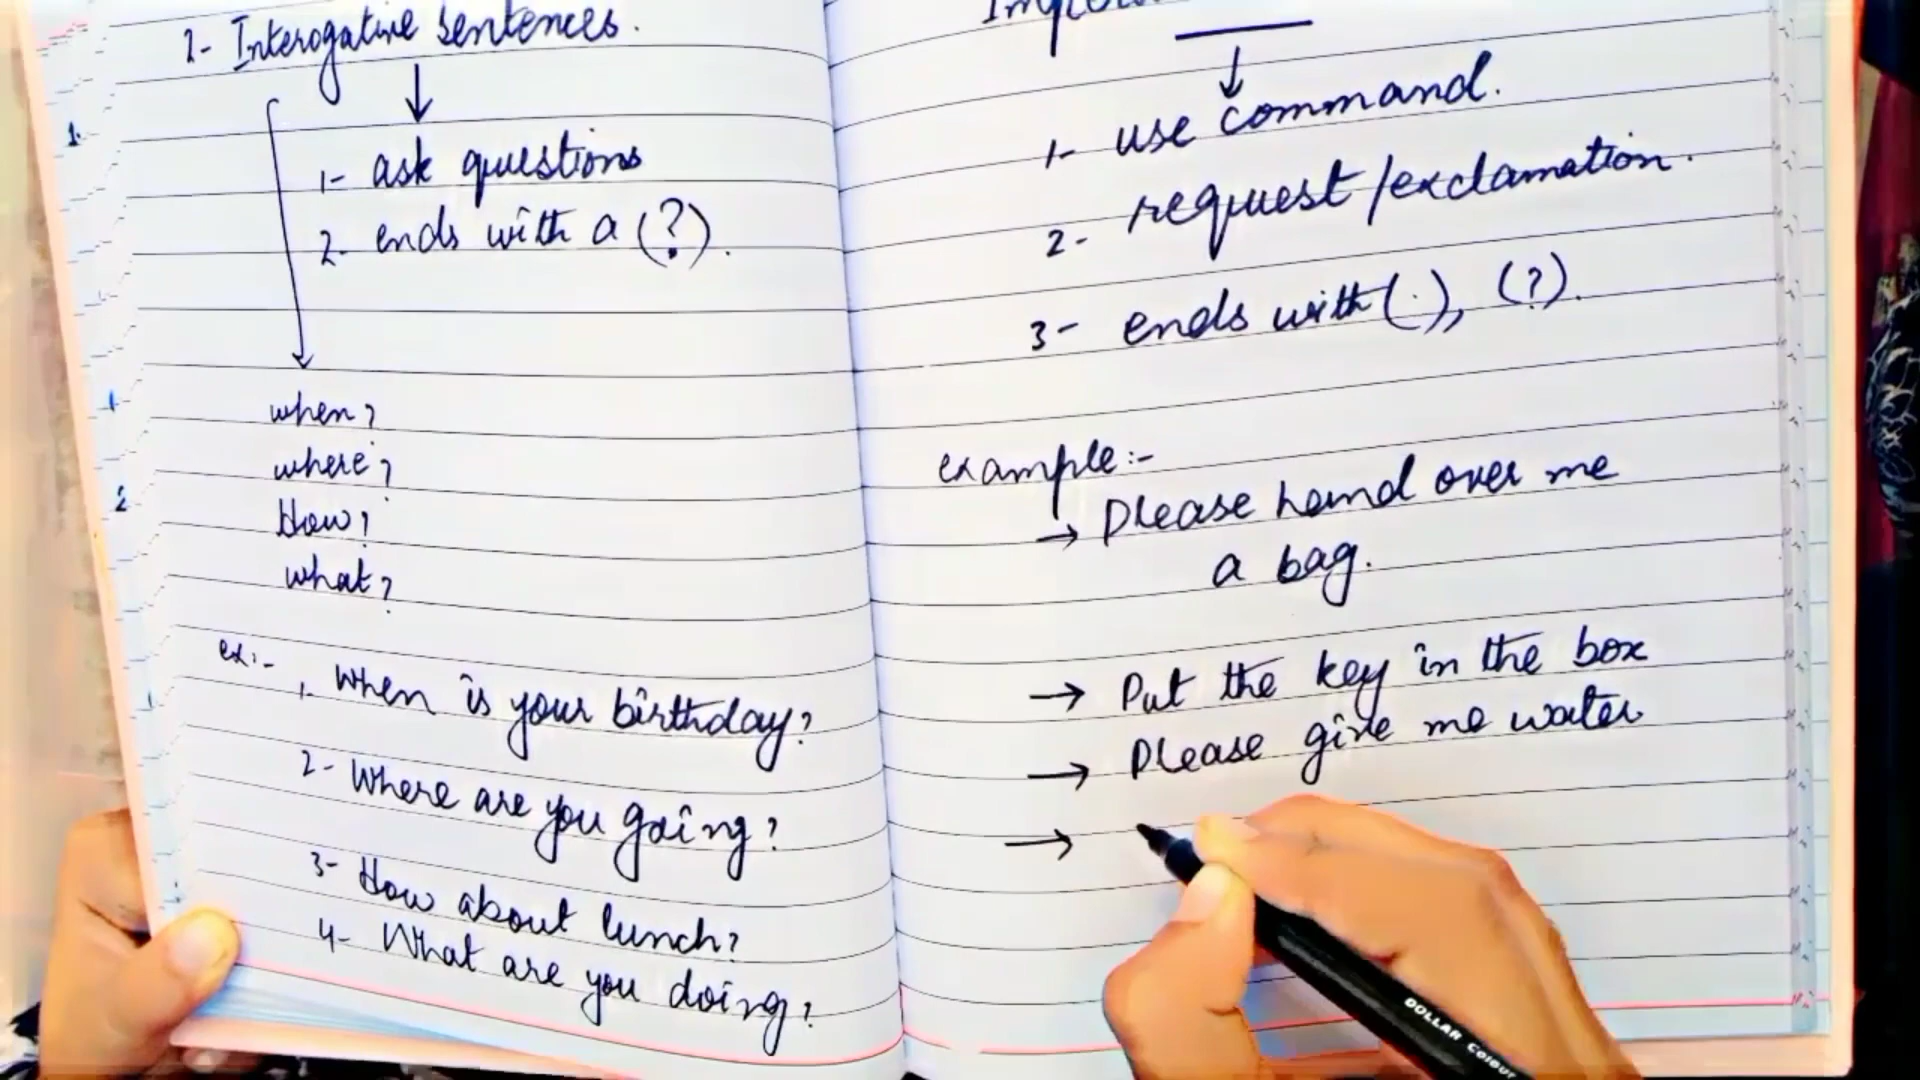 2- Interogative sentences.
1- ask questions
2- ends with a (?).
when?
where?
How?
what?
ex:-
1- When is your birthday?
2- Where are you going?
3- How about lunch?
4- What are you doing?
1- use command.
2- request/exclamation.
3- ends with (.), (?).
example:-
→ Please hand over me
a bag.
→ Put the key in the box
→ Please give me water
→
DOLLAR COLOUR